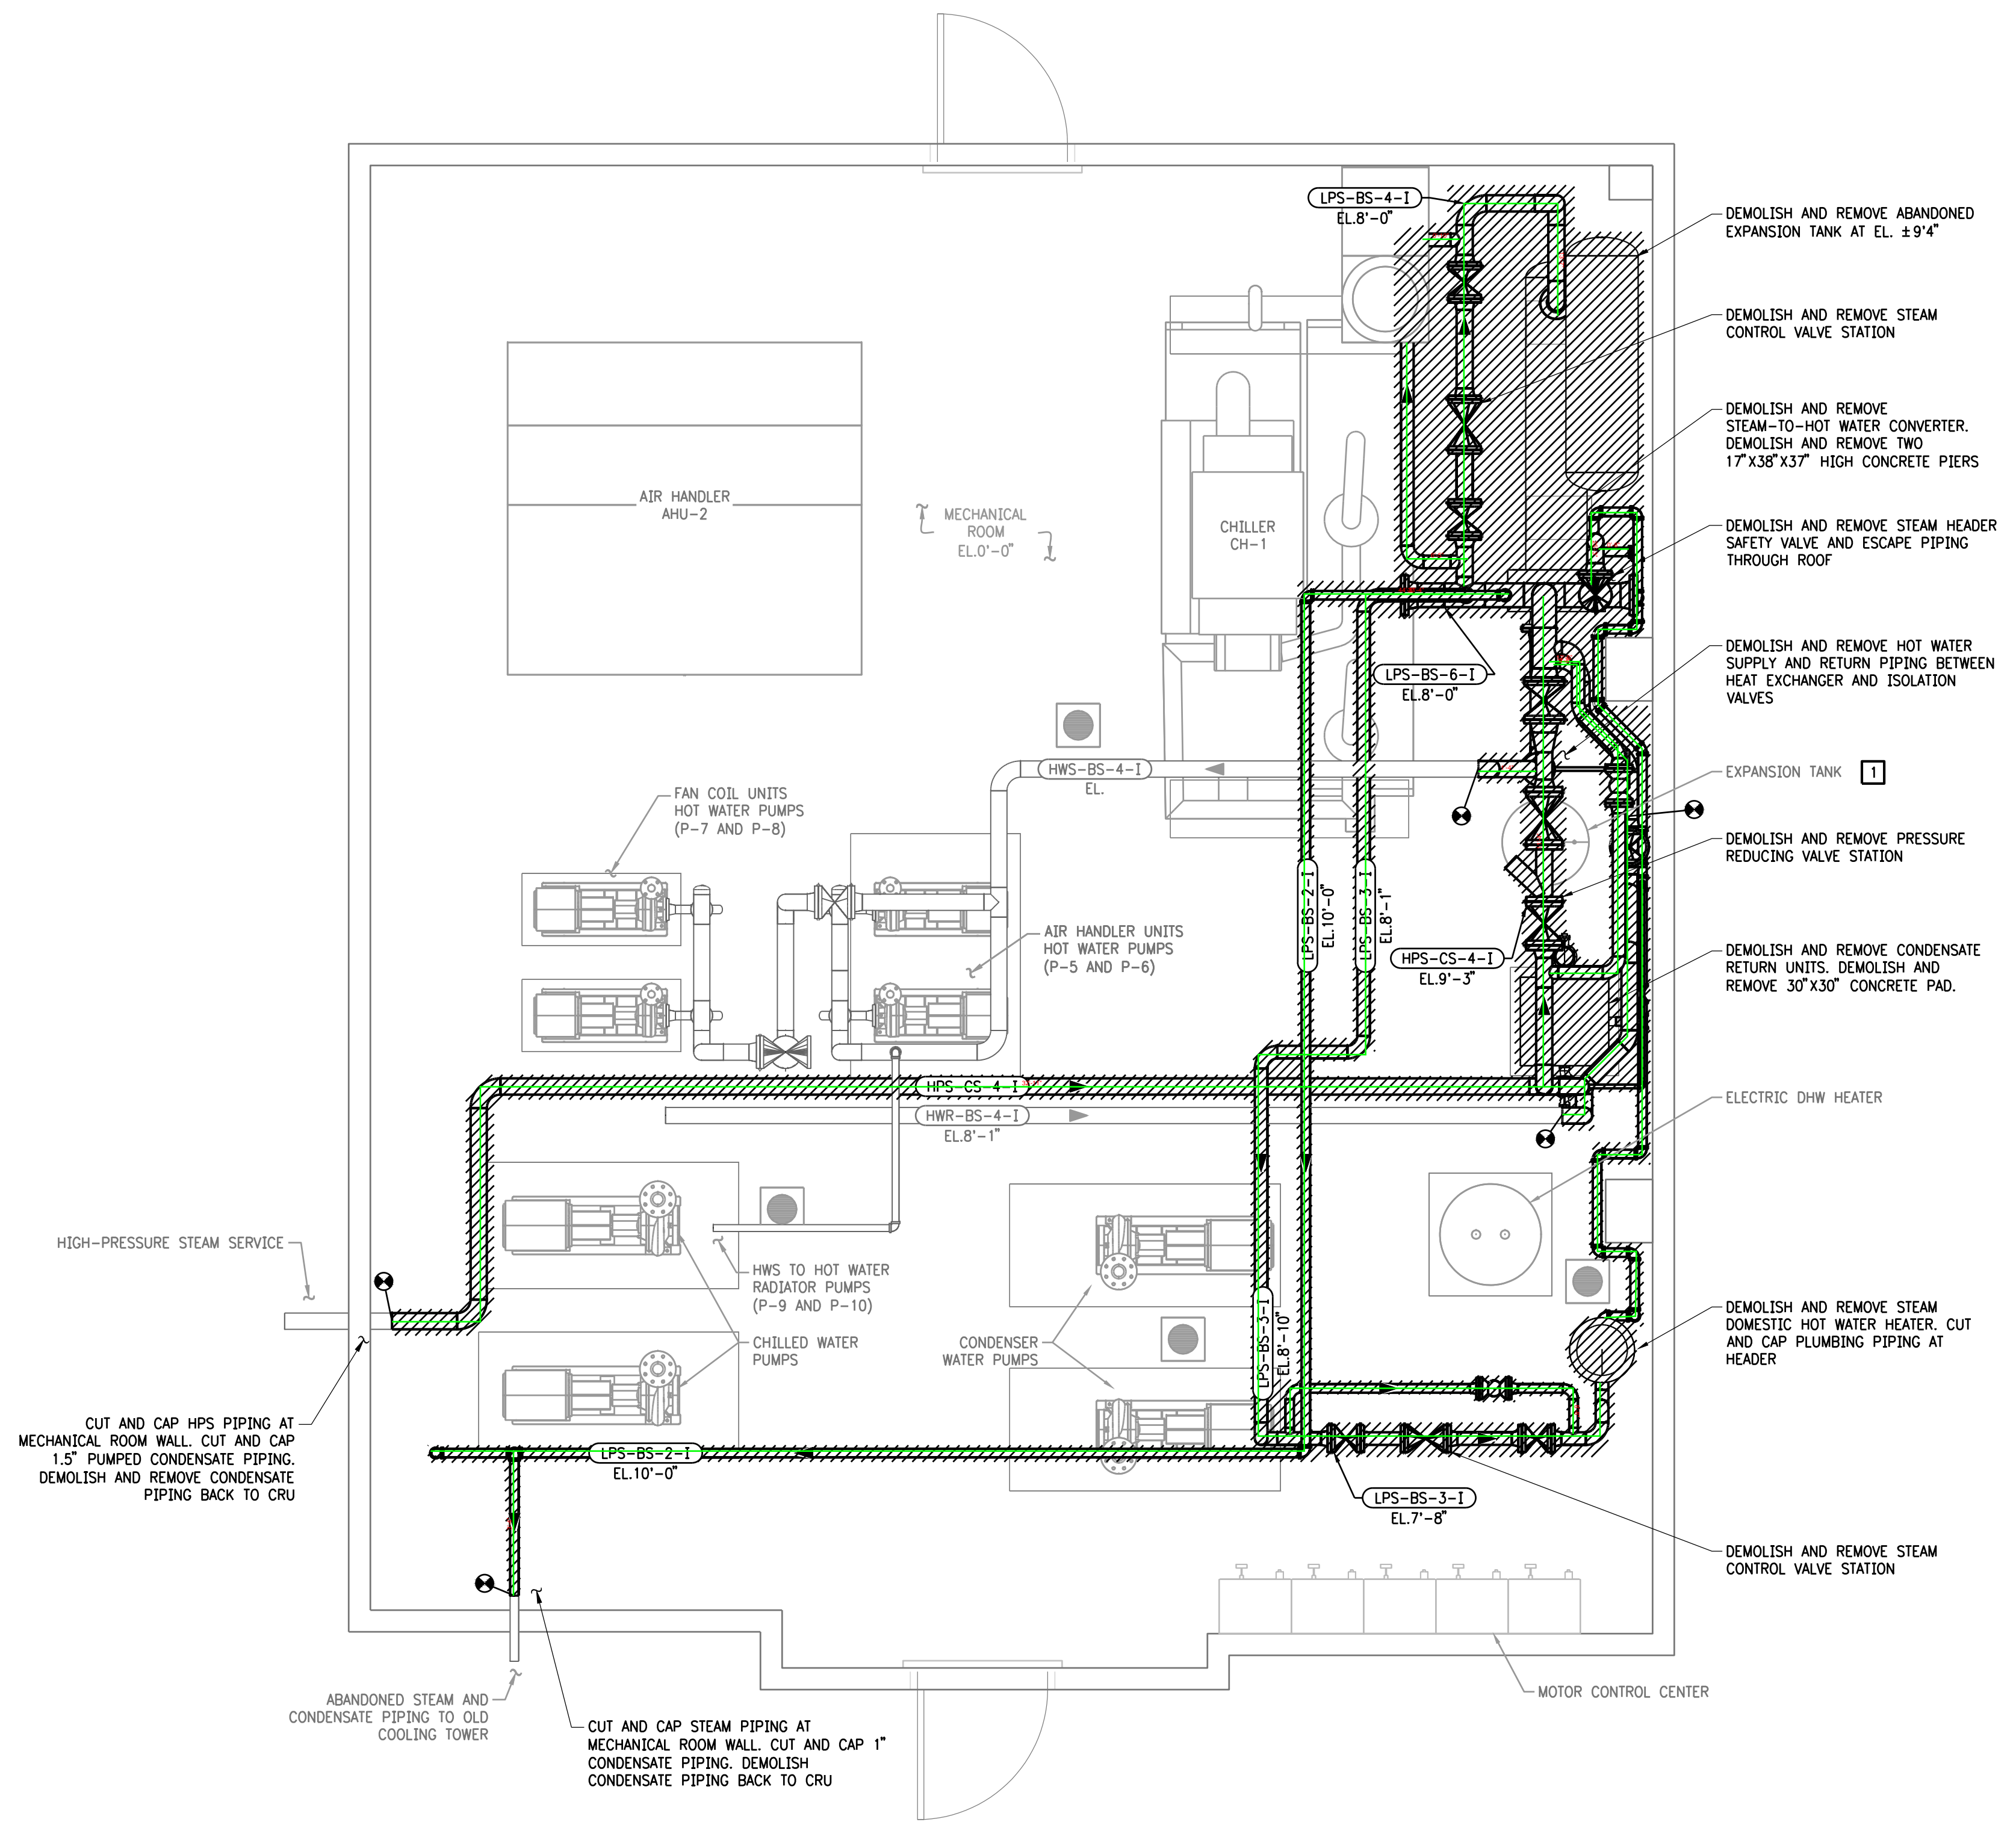 LPS-BS-4-I
EL.8'-0"
DEMOLISH AND REMOVE ABANDONED
EXPANSION TANK AT EL. ±9'4"
DEMOLISH AND REMOVE STEAM
CONTROL VALVE STATION
DEMOLISH AND REMOVE
STEAM-TO-HOT WATER CONVERTER.
DEMOLISH AND REMOVE TWO
17"X38"X37" HIGH CONCRETE PIERS
AIR HANDLER
AHU-2
MECHANICAL
ROOM
EL.0'-0"
CHILLER
CH-1
DEMOLISH AND REMOVE STEAM HEADER
SAFETY VALVE AND ESCAPE PIPING
THROUGH ROOF
LPS-BS-6-I
EL.8'-0"
DEMOLISH AND REMOVE HOT WATER
SUPPLY AND RETURN PIPING BETWEEN
HEAT EXCHANGER AND ISOLATION
VALVES
HWS-BS-4-I
EL.
EXPANSION TANK
1
FAN COIL UNITS
HOT WATER PUMPS
(P-7 AND P-8)
DEMOLISH AND REMOVE PRESSURE
REDUCING VALVE STATION
LPS-BS-2-I
EL.10'-0"
LPS-BS-3-I
EL.8'-1"
AIR HANDLER UNITS
HOT WATER PUMPS
(P-5 AND P-6)
HPS-CS-4-I
EL.9'-3"
DEMOLISH AND REMOVE CONDENSATE
RETURN UNITS. DEMOLISH AND
REMOVE 30"X30" CONCRETE PAD.
HPS-CS-4-I
HWR-BS-4-I
EL.8'-1"
ELECTRIC DHW HEATER
HIGH-PRESSURE STEAM SERVICE
HWS TO HOT WATER
RADIATOR PUMPS
(P-9 AND P-10)
CHILLED WATER
PUMPS
CONDENSER
WATER PUMPS
LPS-BS-3-I
EL.8'-10"
DEMOLISH AND REMOVE STEAM
DOMESTIC HOT WATER HEATER. CUT
AND CAP PLUMBING PIPING AT
HEADER
CUT AND CAP HPS PIPING AT
MECHANICAL ROOM WALL. CUT AND CAP
1.5" PUMPED CONDENSATE PIPING.
DEMOLISH AND REMOVE CONDENSATE
PIPING BACK TO CRU
LPS-BS-2-I
EL.10'-0"
LPS-BS-3-I
EL.7'-8"
DEMOLISH AND REMOVE STEAM
CONTROL VALVE STATION
MOTOR CONTROL CENTER
ABANDONED STEAM AND
CONDENSATE PIPING TO OLD
COOLING TOWER
CUT AND CAP STEAM PIPING AT
MECHANICAL ROOM WALL. CUT AND CAP 1"
CONDENSATE PIPING. DEMOLISH
CONDENSATE PIPING BACK TO CRU